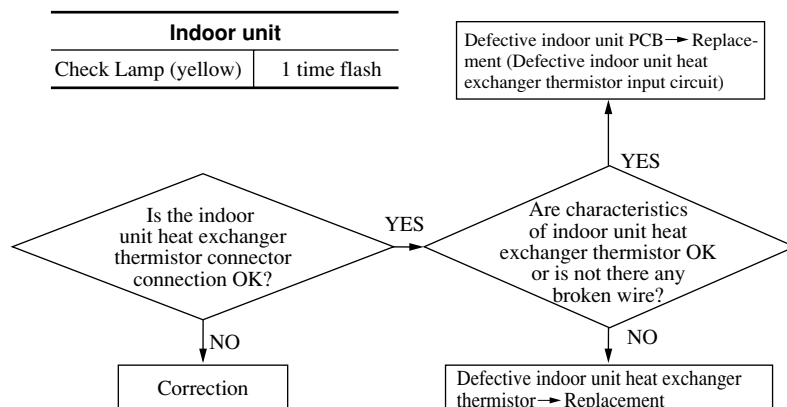 Indoor unit
Check Lamp (yellow) 1 time flash
Defective indoor unit PCB→Replace-
ment (Defective indoor unit heat
exchanger thermistor input circuit)
YES
Is the indoor
unit heat exchanger
thermistor connector
connection OK?
YES
Are characteristics
of indoor unit heat
exchanger thermistor OK
or is not there any
broken wire?
NO
Correction
NO
Defective indoor unit heat exchanger
thermistor→Replacement